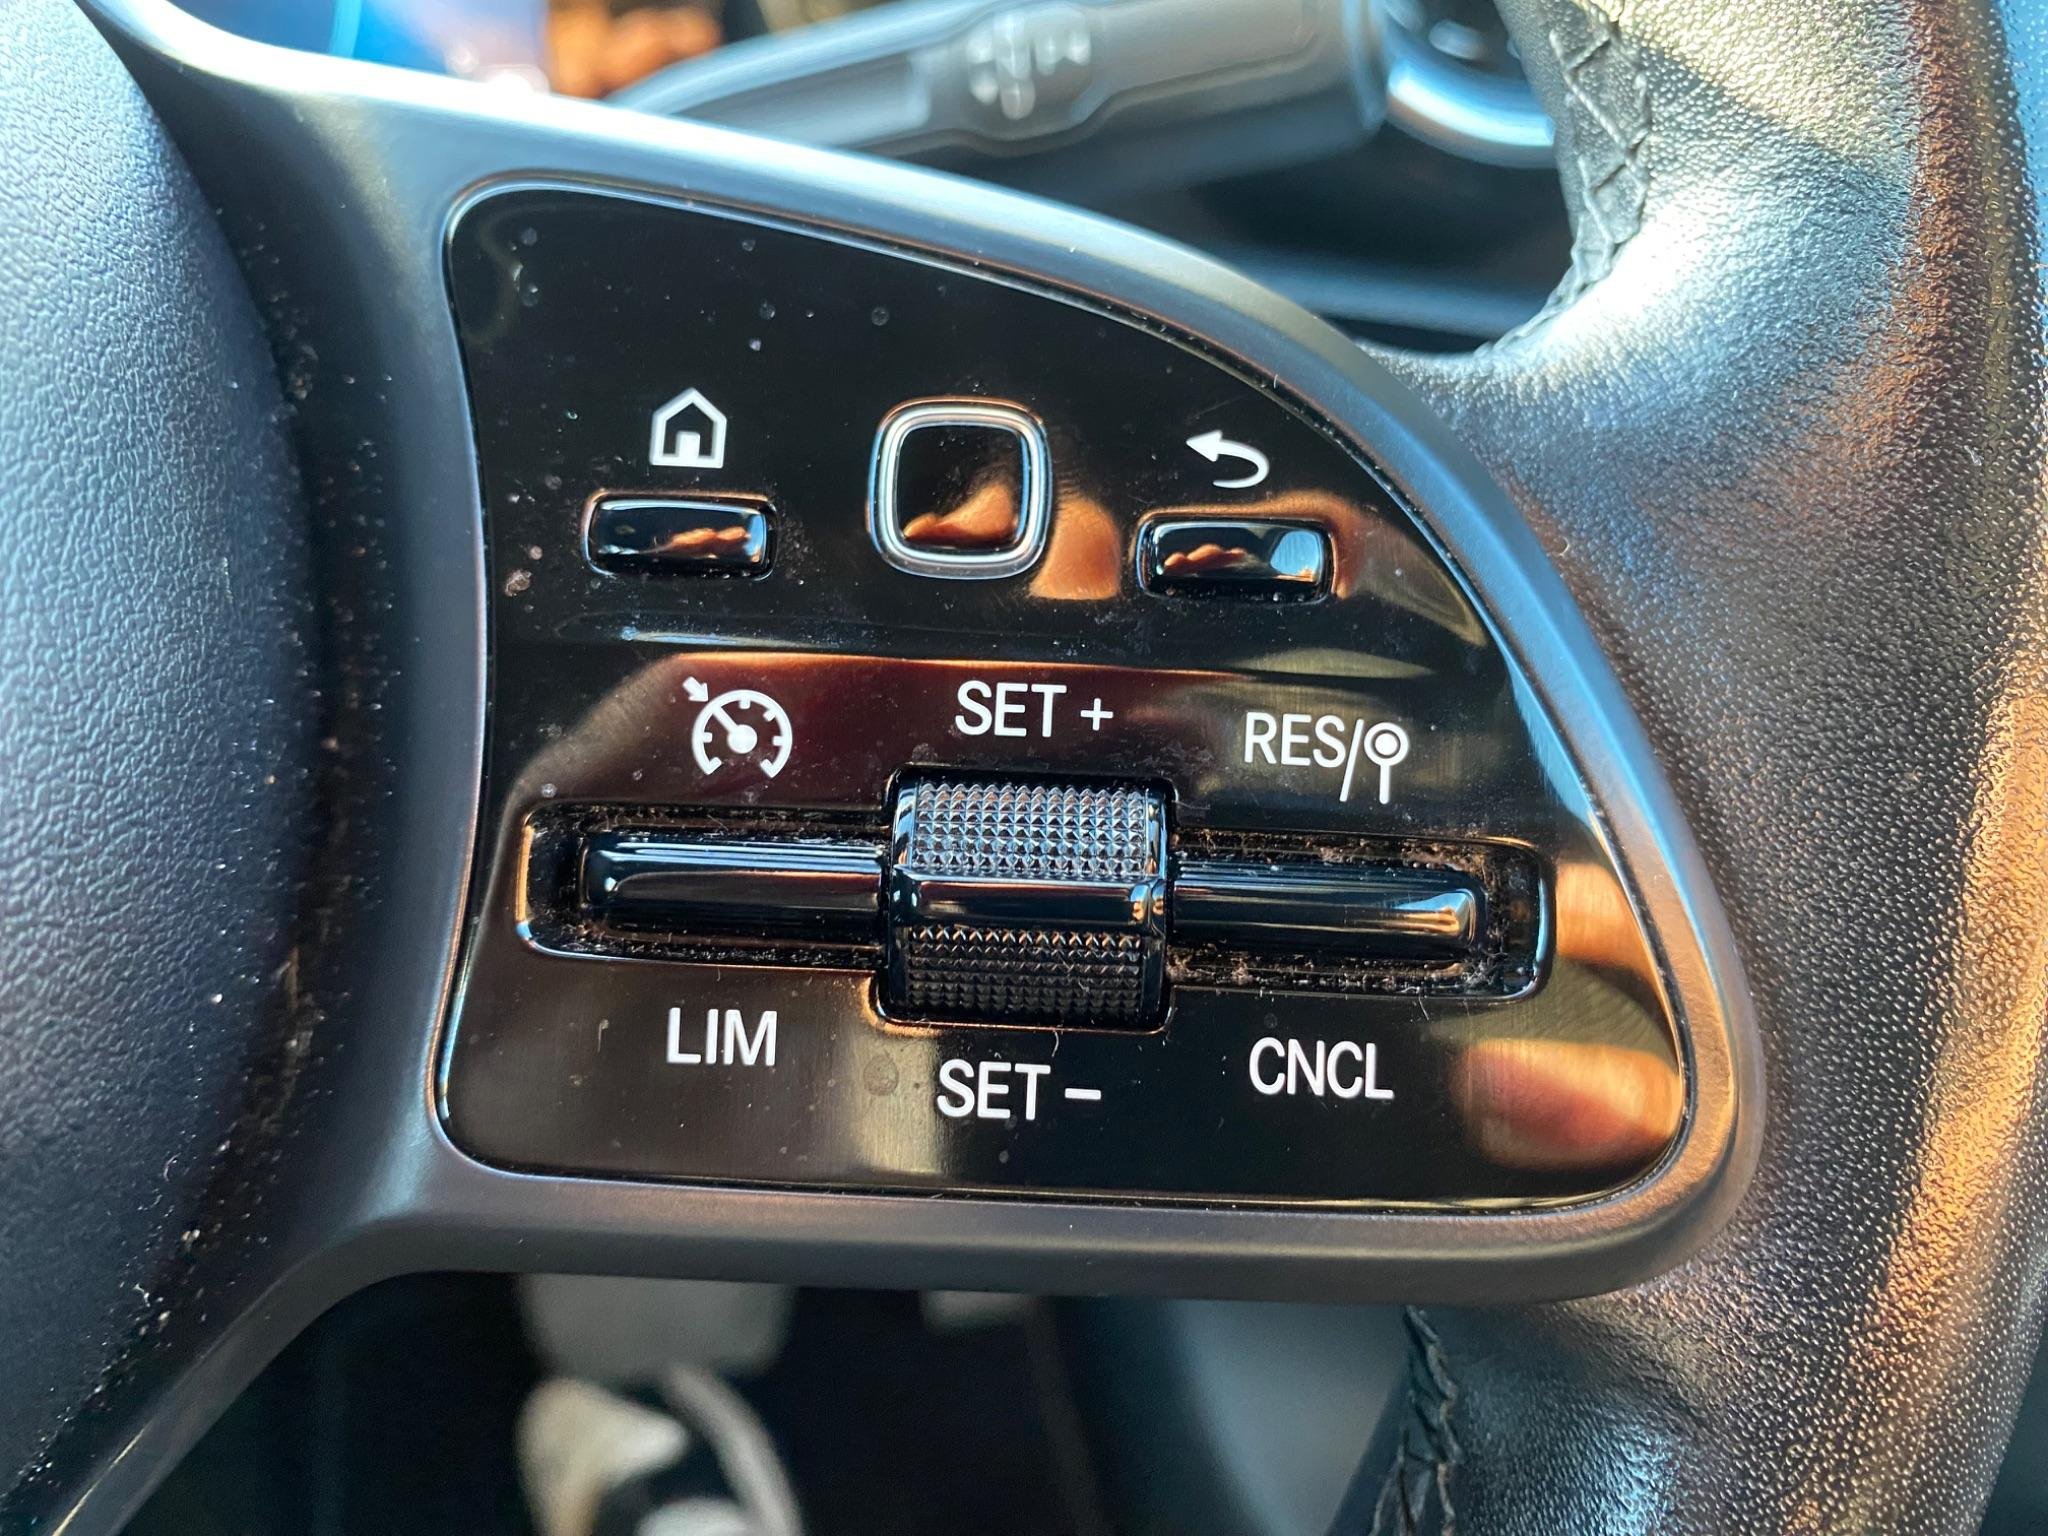 SET +
RES/
LIM
SET -
CNCL